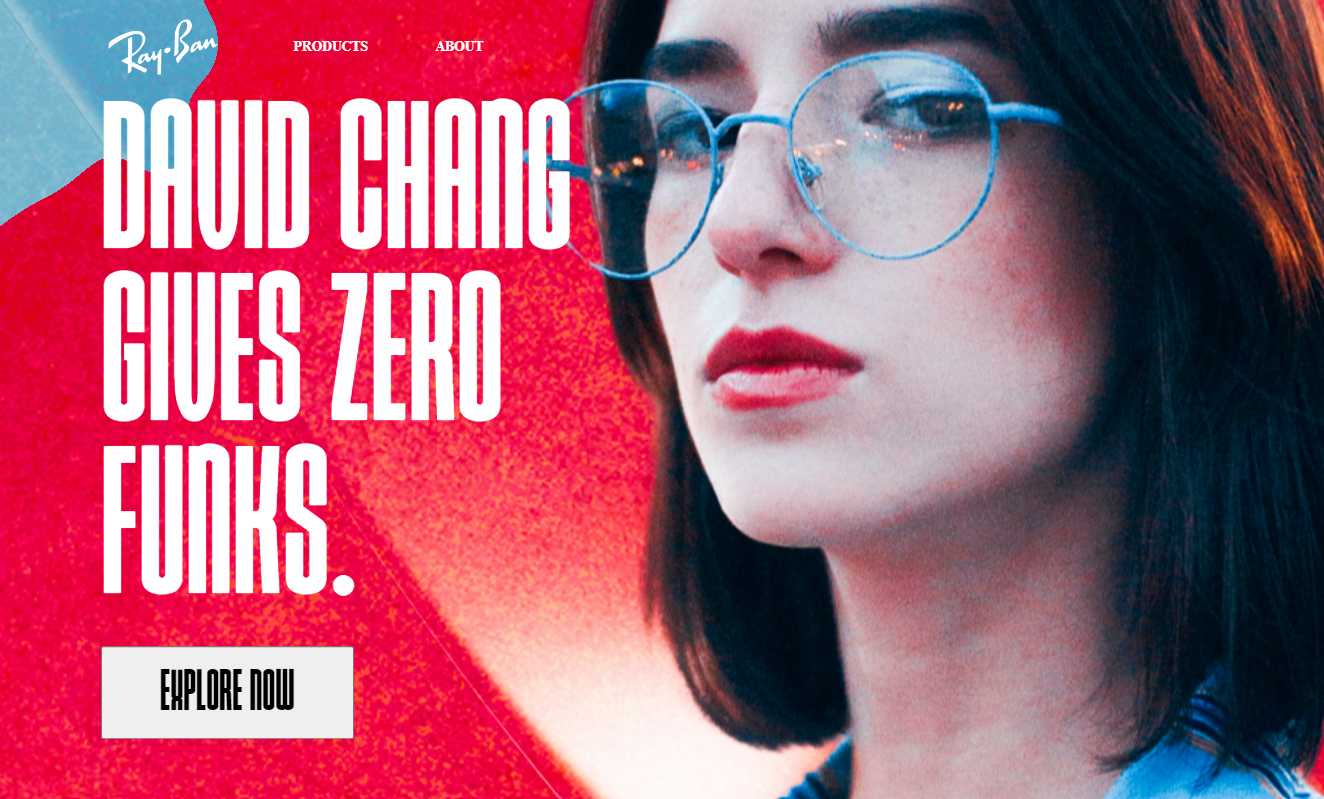 Ray-Ban
PRODUCTS
ABOUT
DAVID CHANG
GIVES ZERO
FUNKS.
EXPLORE NOW